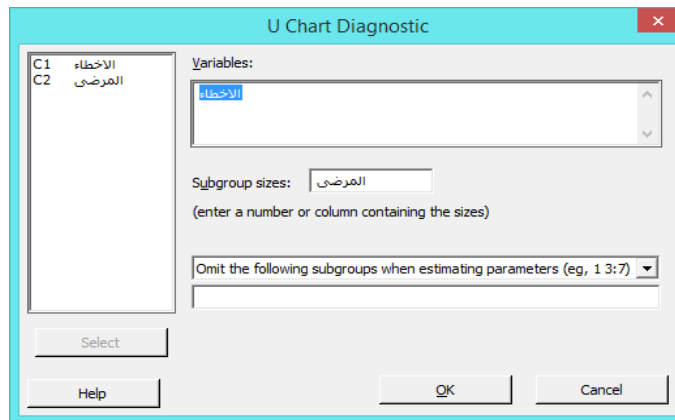 U Chart Diagnostic
C1 الاخطاء
C2 المرضى
Variables:
الاخطاء
Subgroup sizes: المرضى
(enter a number or column containing the sizes)
Omit the following subgroups when estimating parameters (eg, 1 3:7)
Select
Help
OK
Cancel